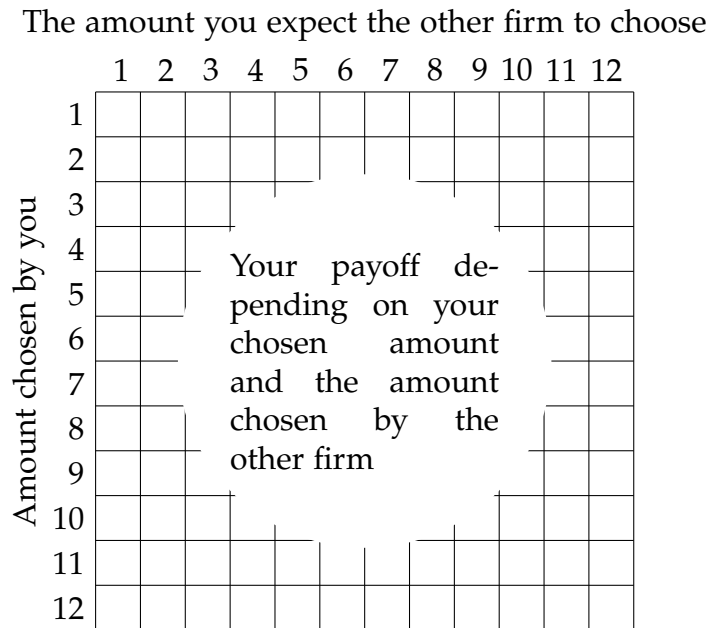 The amount you expect the other firm to choose
1 2 3 4 5 6 7 8 9 10 11 12
1
2
3
4
5
6
7
8
9
10
11
12
Amount chosen by you
Your payoff de-
pending on your
chosen amount
and the amount
chosen by the
other firm